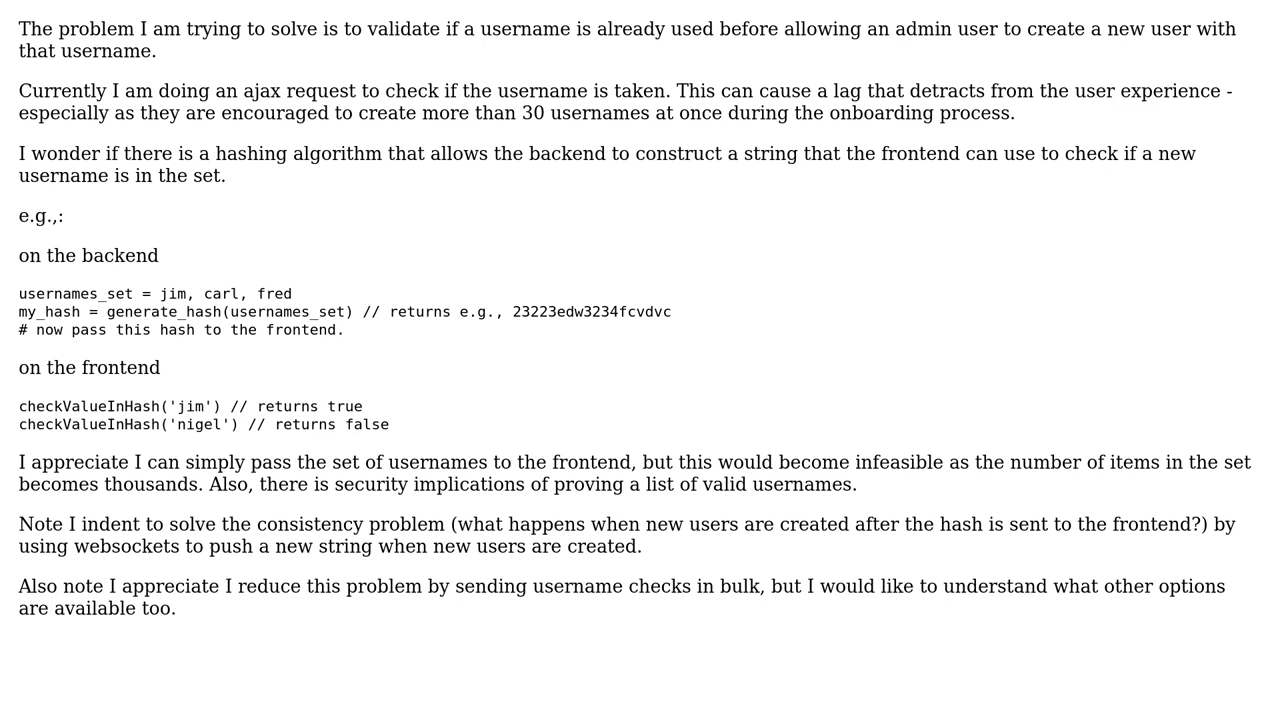 The problem I am trying to solve is to validate if a username is already used before allowing an admin user to create a new user with
that username.
Currently I am doing an ajax request to check if the username is taken. This can cause a lag that detracts from the user experience -
especially as they are encouraged to create more than 30 usernames at once during the onboarding process.
I wonder if there is a hashing algorithm that allows the backend to construct a string that the frontend can use to check if a new
username is in the set.
e.g.,:
on the backend
usernames_set = jim, carl, fred
my_hash = generate_hash(usernames_set) // returns e.g., 23223edw3234fcvdvc
# now pass this hash to the frontend.
on the frontend
checkValueInHash('jim') // returns true
checkValueInHash('nigel') // returns false
I appreciate I can simply pass the set of usernames to the frontend, but this would become infeasible as the number of items in the set
becomes thousands. Also, there is security implications of proving a list of valid usernames.
Note I indent to solve the consistency problem (what happens when new users are created after the hash is sent to the frontend?) by
using websockets to push a new string when new users are created.
Also note I appreciate I reduce this problem by sending username checks in bulk, but I would like to understand what other options
are available too.